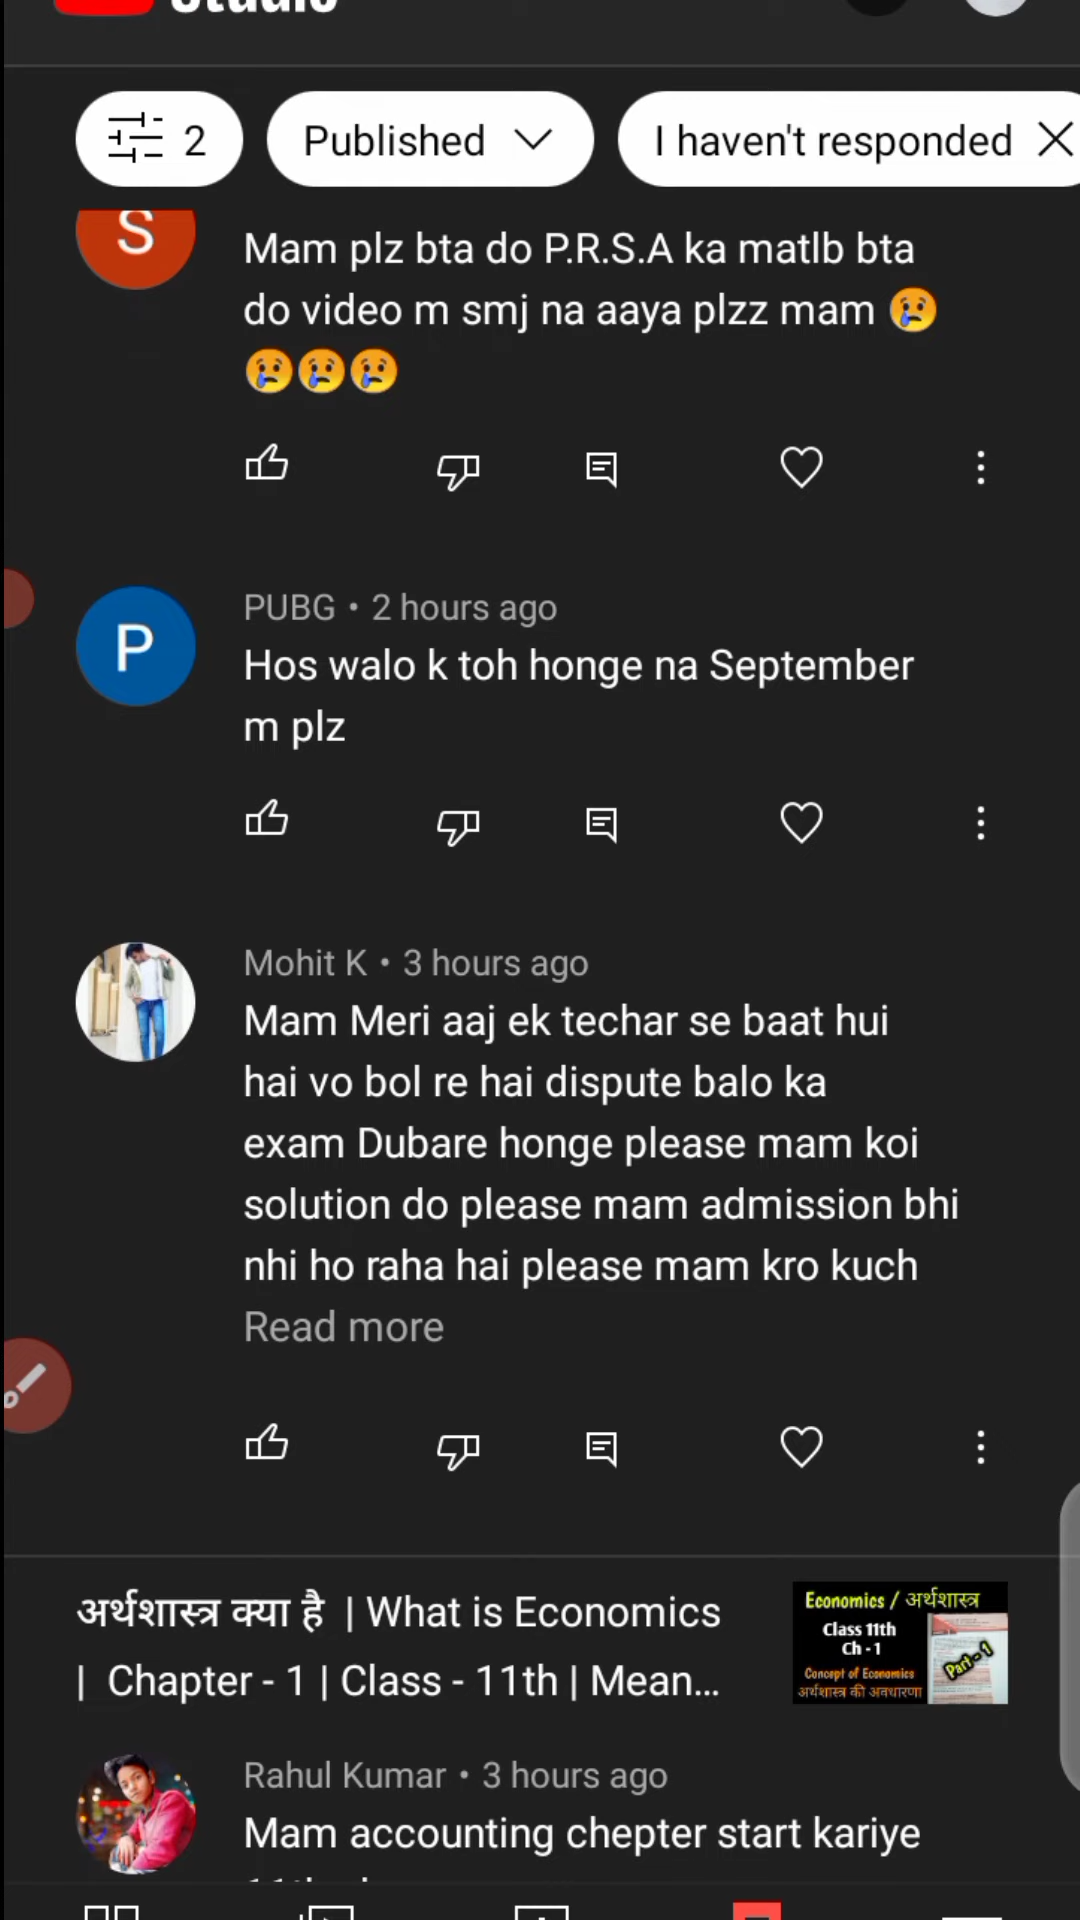 Studio
2
Published
I haven't responded
S
Mam plz bta do P.R.S.A ka matlb bta
do video m smj na aaya plzz mam 😢
😢😢😢
P
PUBG • 2 hours ago
Hos walo k toh honge na September
m plz
Mohit K • 3 hours ago
Mam Meri aaj ek techar se baat hui
hai vo bol re hai dispute balo ka
exam Dubare honge please mam koi
solution do please mam admission bhi
nhi ho raha hai please mam kro kuch
Read more
अर्थशास्त्र क्या है | What is Economics
| Chapter - 1 | Class - 11th | Mean...
Economics / अर्थशास्त्र
Class 11th
Ch - 1
Concept of Economics
अर्थशास्त्र की अवधारणा
Part - 1
Rahul Kumar • 3 hours ago
Mam accounting chepter start kariye